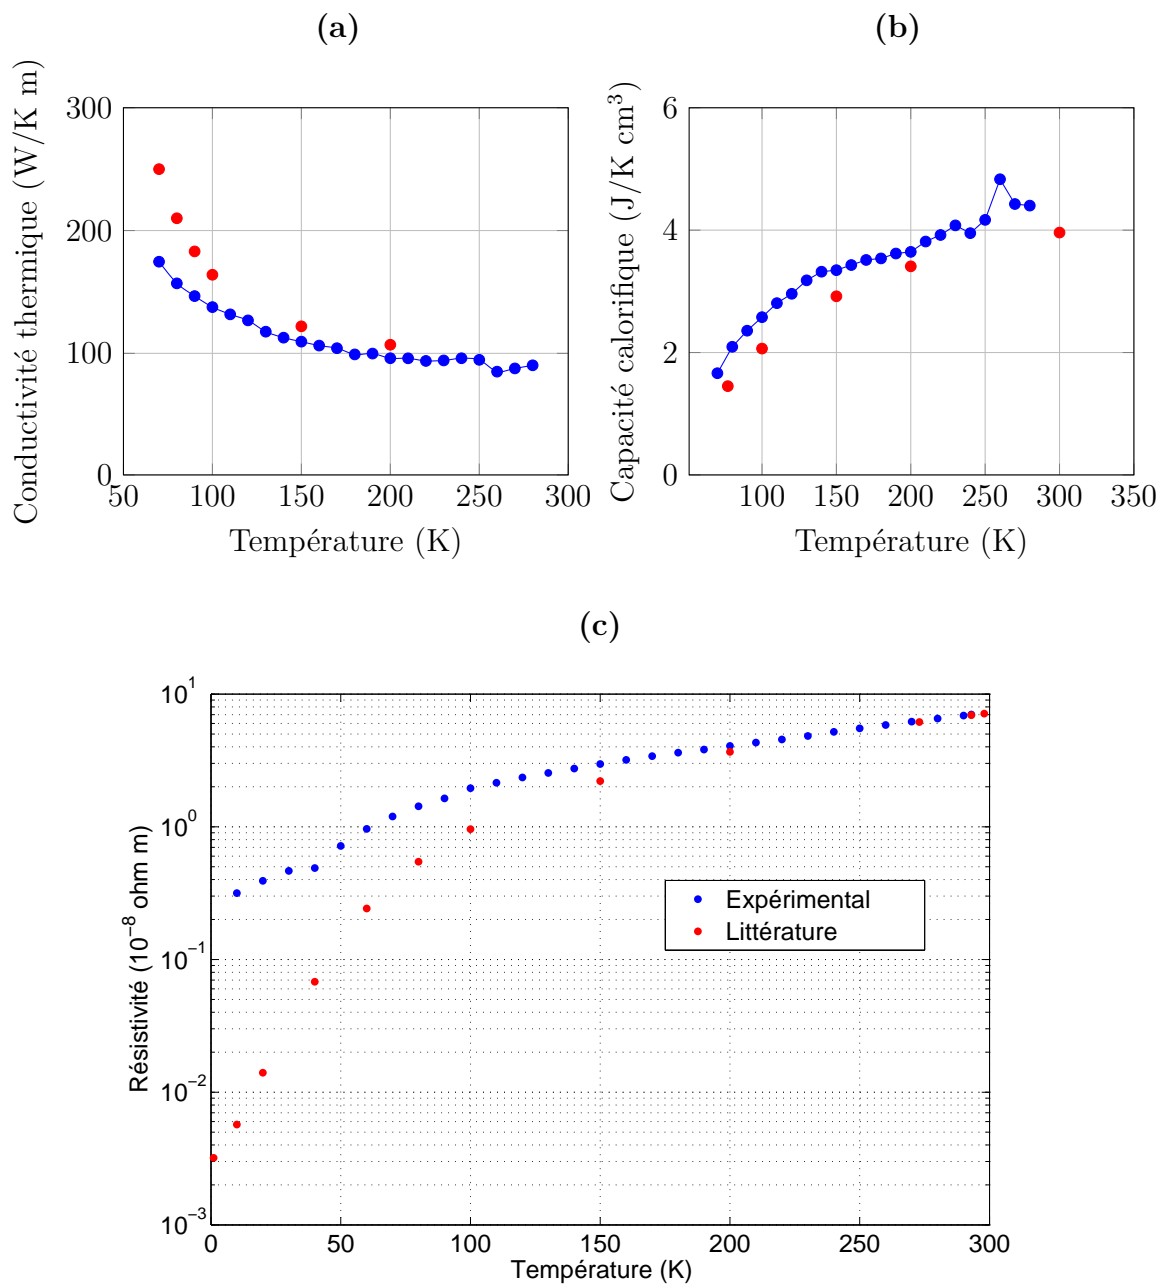 (a)
(b)
Conductivité thermique (W/K m)
300
200
100
0
50
100
150
200
250
300
Température (K)
Capacité calorifique (J/K cm³)
6
4
2
0
100
150
200
250
300
350
Température (K)
(c)
Résistivité (10⁻⁸ ohm m)
10¹
10⁰
10⁻¹
10⁻²
10⁻³
Expérimental
Littérature
0
50
100
150
200
250
300
Température (K)